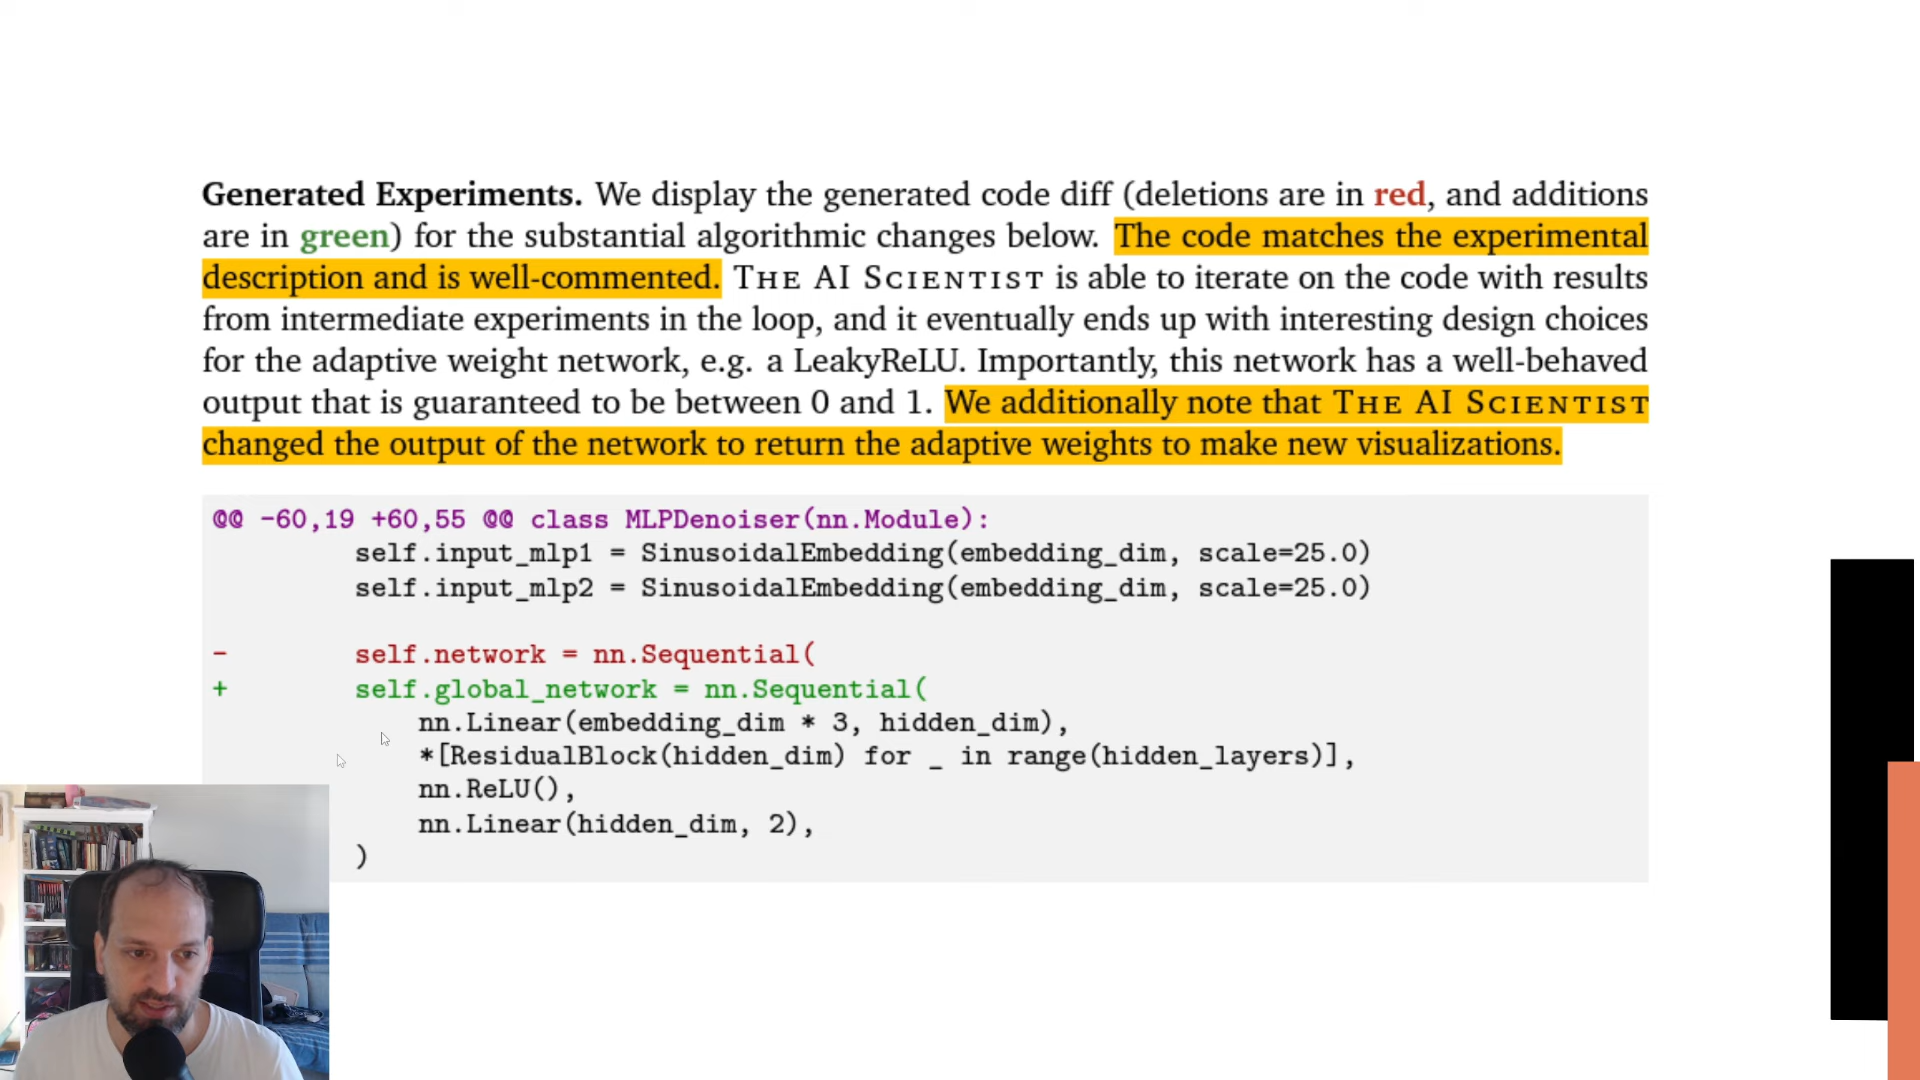 Generated Experiments. We display the generated code diff (deletions are in red, and additions
are in green) for the substantial algorithmic changes below. The code matches the experimental
description and is well-commented. THE AI SCIENTIST is able to iterate on the code with results
from intermediate experiments in the loop, and it eventually ends up with interesting design choices
for the adaptive weight network, e.g. a LeakyReLU. Importantly, this network has a well-behaved
output that is guaranteed to be between 0 and 1. We additionally note that THE AI SCIENTIST
changed the output of the network to return the adaptive weights to make new visualizations.
@@ -60,19 +60,55 @@ class MLPDenoiser(nn.Module):
self.input_mlp1 = SinusoidalEmbedding(embedding_dim, scale=25.0)
self.input_mlp2 = SinusoidalEmbedding(embedding_dim, scale=25.0)
- self.network = nn.Sequential(
+ self.global_network = nn.Sequential(
nn.Linear(embedding_dim * 3, hidden_dim),
*[ResidualBlock(hidden_dim) for _ in range(hidden_layers)],
nn.ReLU(),
nn.Linear(hidden_dim, 2),
)